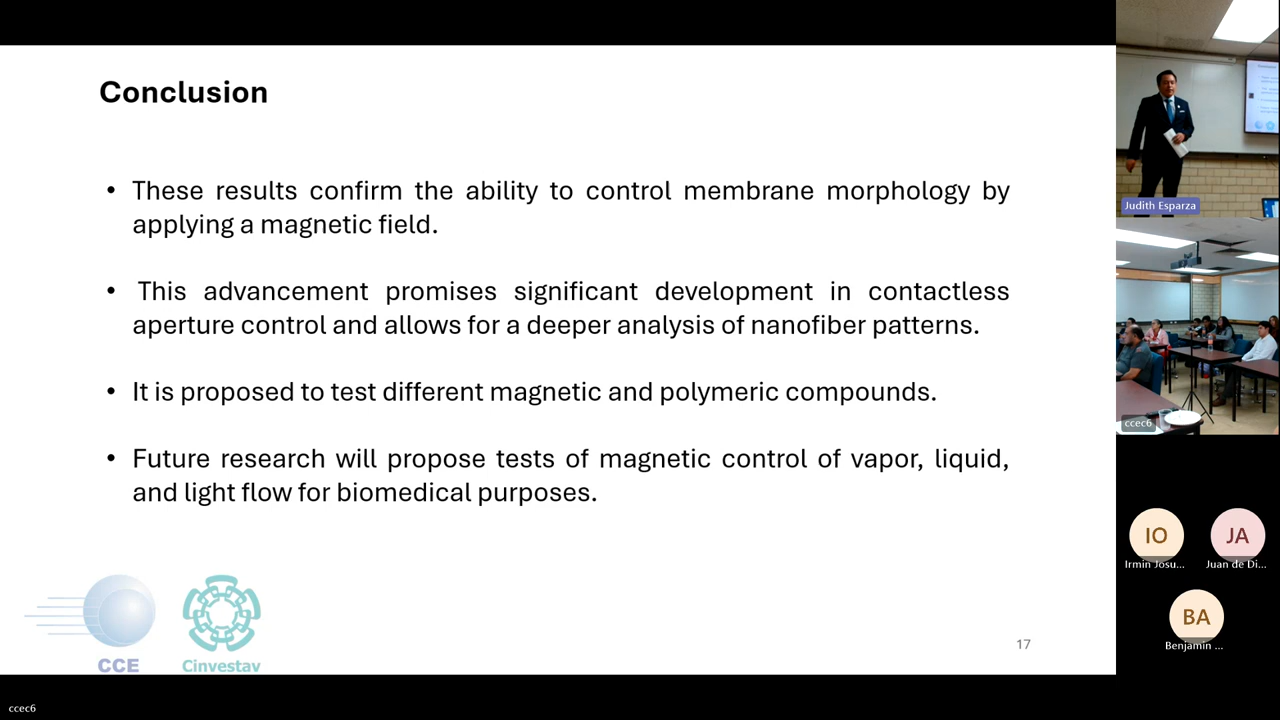 Conclusion
• These results confirm the ability to control membrane morphology by
applying a magnetic field.
• This advancement promises significant development in contactless
aperture control and allows for a deeper analysis of nanofiber patterns.
• It is proposed to test different magnetic and polymeric compounds.
• Future research will propose tests of magnetic control of vapor, liquid,
and light flow for biomedical purposes.
CCE
Cinvestav
17
Judith Esparza
ccec6
IO
JA
Irmin Josu...
Juan de Di...
BA
Benjamin ...
ccec6